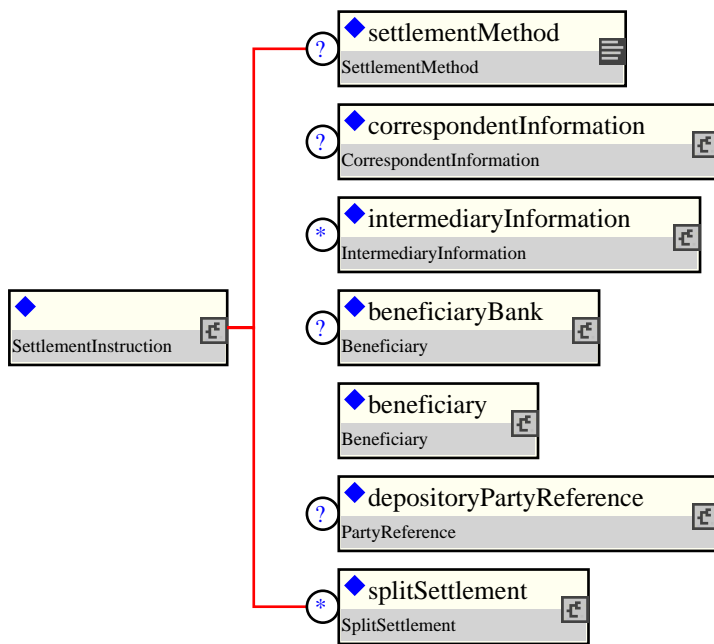 settlementMethod
SettlementMethod
?
correspondentInformation
CorrespondentInformation
?
intermediaryInformation
IntermediaryInformation
*
SettlementInstruction
beneficiaryBank
Beneficiary
?
beneficiary
Beneficiary
depositoryPartyReference
PartyReference
?
splitSettlement
SplitSettlement
*